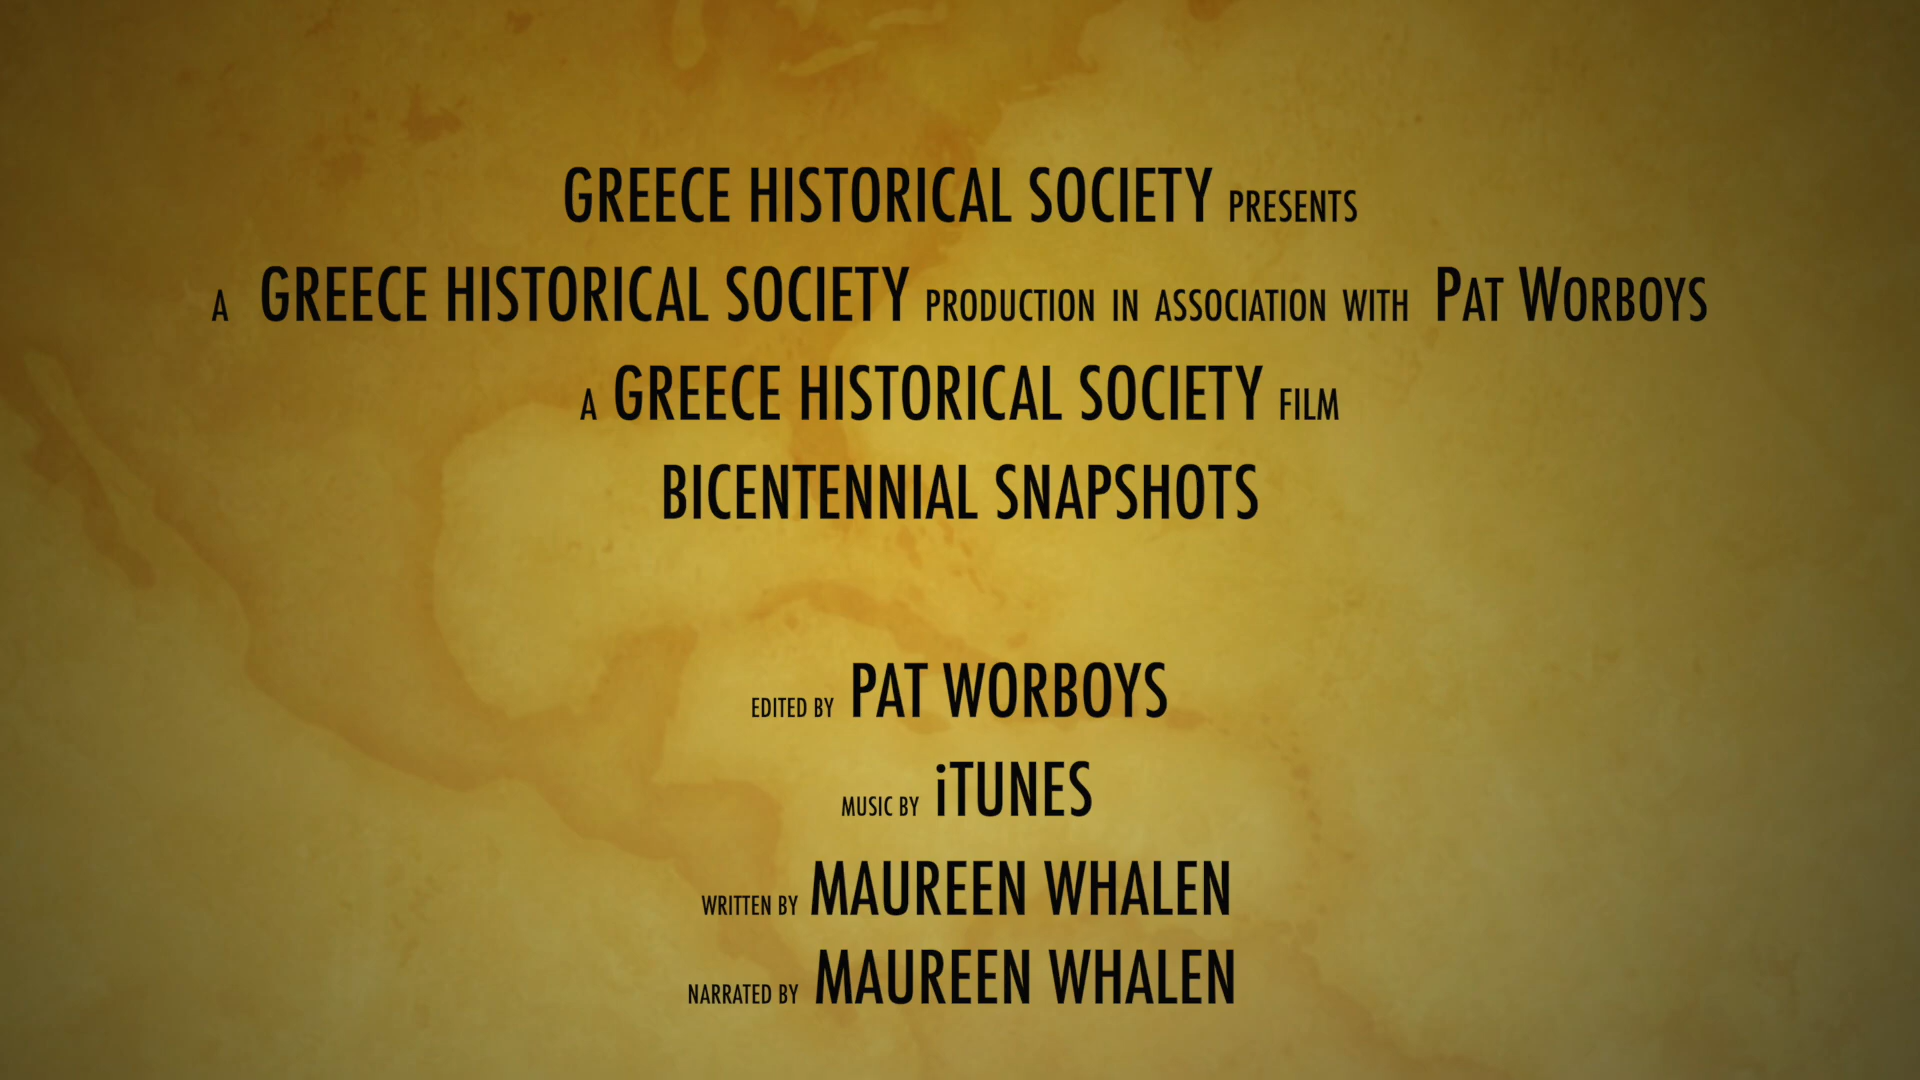 GREECE HISTORICAL SOCIETY PRESENTS
A GREECE HISTORICAL SOCIETY PRODUCTION IN ASSOCIATION WITH PAT WORBOYS
A GREECE HISTORICAL SOCIETY FILM
BICENTENNIAL SNAPSHOTS
EDITED BY PAT WORBOYS
MUSIC BY iTUNES
WRITTEN BY MAUREEN WHALEN
NARRATED BY MAUREEN WHALEN